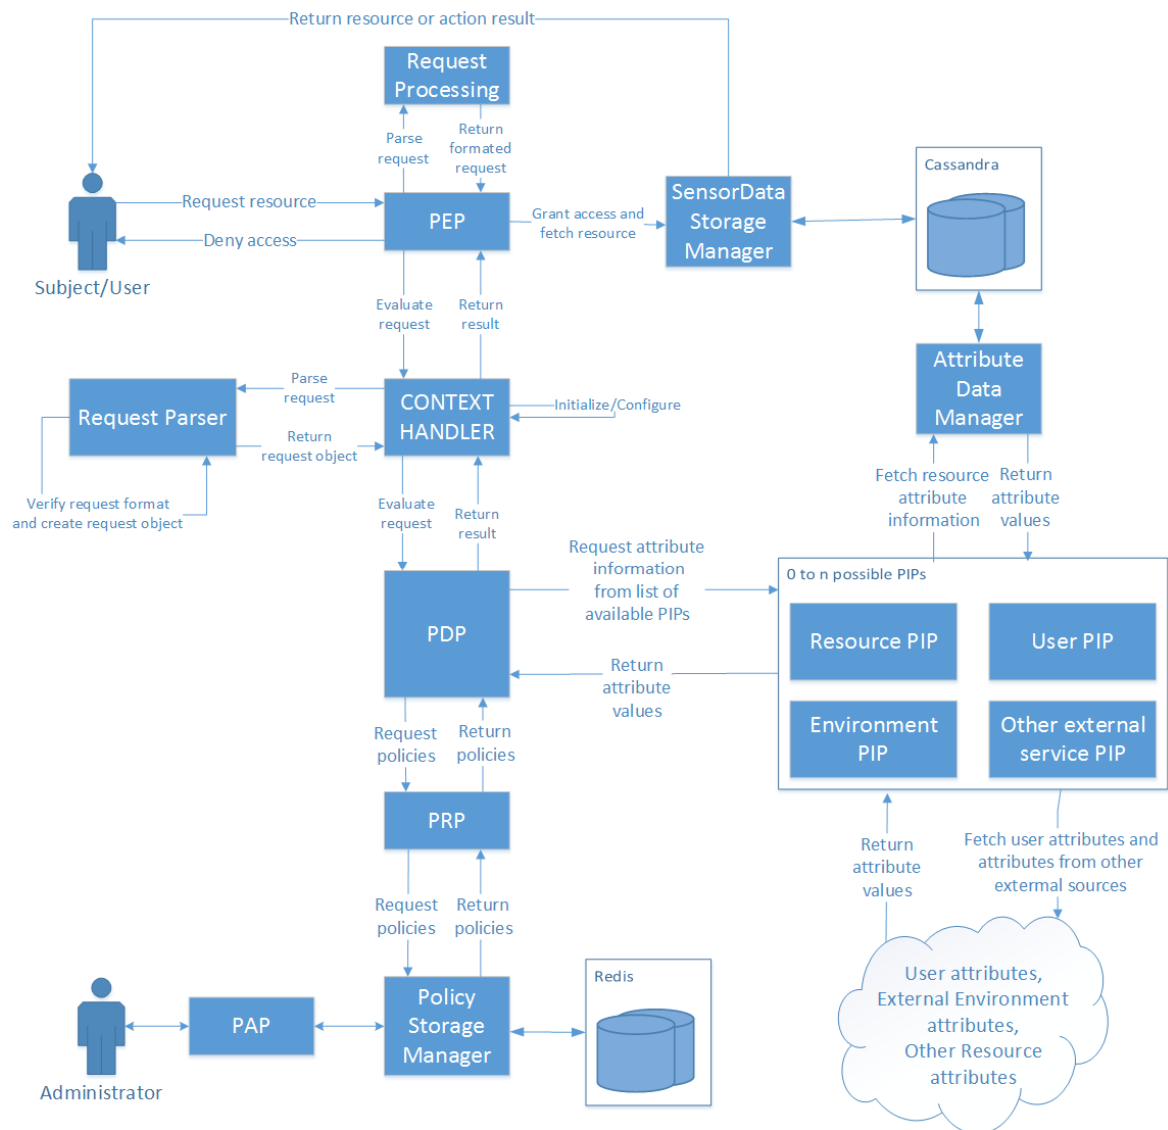 Return resource or action result
Request
Processing
Parse
request
Return
formated
request
Cassandra
SensorData
Storage
Manager
Request resource
PEP
Grant access and
fetch resource
Deny access
Subject/User
Evaluate
request
Return
result
Attribute
Data
Manager
Parse
request
Request Parser
CONTEXT
HANDLER
Initialize/Configure
Return
request object
Verify request format
and create request object
Evaluate
request
Return
result
Fetch resource
attribute
information
Return
attribute
values
Request attribute
information
from list of
available PIPs
0 to n possible PIPs
PDP
Resource PIP
User PIP
Return
attribute
values
Environment
PIP
Other external
service PIP
Request
policies
Return
policies
PRP
Return
attribute
values
Fetch user attributes and
attributes from other
exermal sources
Request
policies
Return
policies
Redis
User attributes,
External Environment
attributes,
Other Resource
attributes
PAP
Policy
Storage
Manager
Administrator